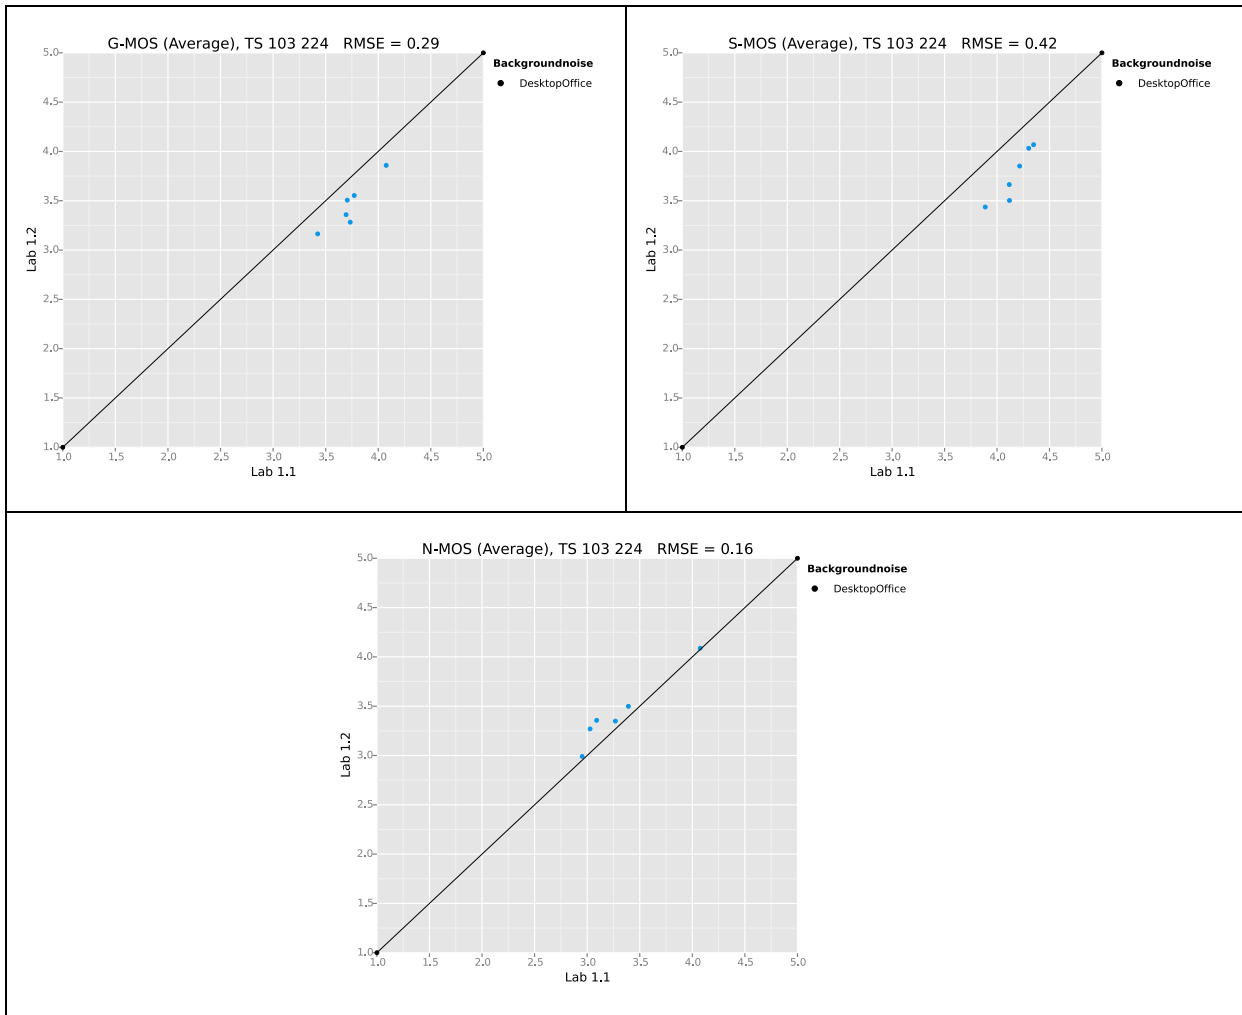 G-MOS (Average), TS 103 224   RMSE = 0.29
5.0
4.5
4.0
3.5
3.0
2.5
2.0
1.5
1.0
Lab 1.2
1.0 1.5 2.0 2.5 3.0 3.5 4.0 4.5 5.0
Lab 1.1
Backgroundnoise
DesktopOffice
S-MOS (Average), TS 103 224   RMSE = 0.42
5.0
4.5
4.0
3.5
3.0
2.5
2.0
1.5
1.0
Lab 1.2
1.0 1.5 2.0 2.5 3.0 3.5 4.0 4.5 5.0
Lab 1.1
Backgroundnoise
DesktopOffice
N-MOS (Average), TS 103 224   RMSE = 0.16
5.0
4.5
4.0
3.5
3.0
2.5
2.0
1.5
1.0
Lab 1.2
1.0 1.5 2.0 2.5 3.0 3.5 4.0 4.5 5.0
Lab 1.1
Backgroundnoise
DesktopOffice